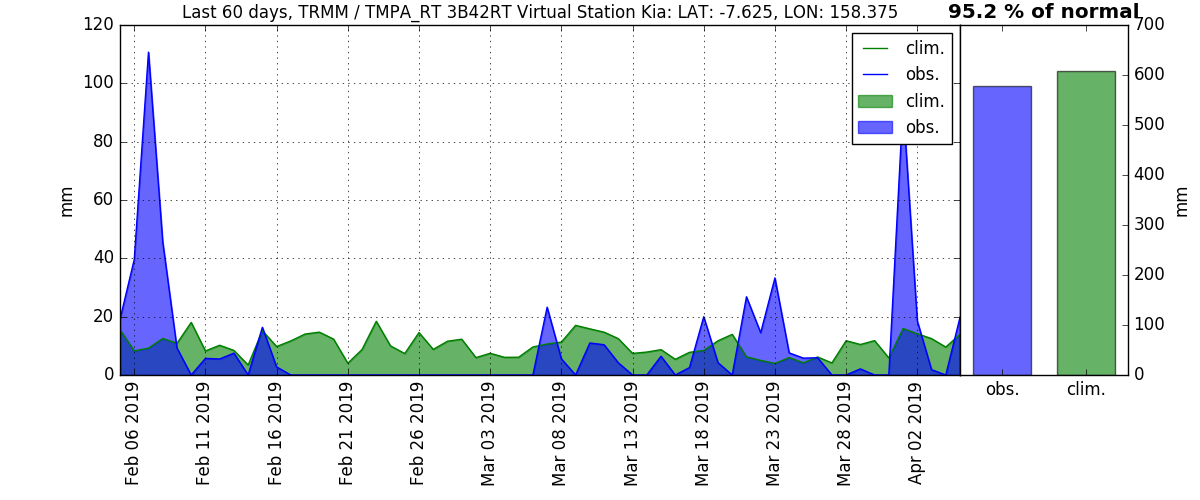 Last 60 days, TRMM / TMPA_RT 3B42RT Virtual Station Kia: LAT: -7.625, LON: 158.375
95.2 % of normal
120
100
80
60
40
20
0
mm
clim.
obs.
clim.
obs.
Feb 06 2019
Feb 11 2019
Feb 16 2019
Feb 21 2019
Feb 26 2019
Mar 03 2019
Mar 08 2019
Mar 13 2019
Mar 18 2019
Mar 23 2019
Mar 28 2019
Apr 02 2019
700
600
500
400
300
200
100
0
mm
obs.
clim.